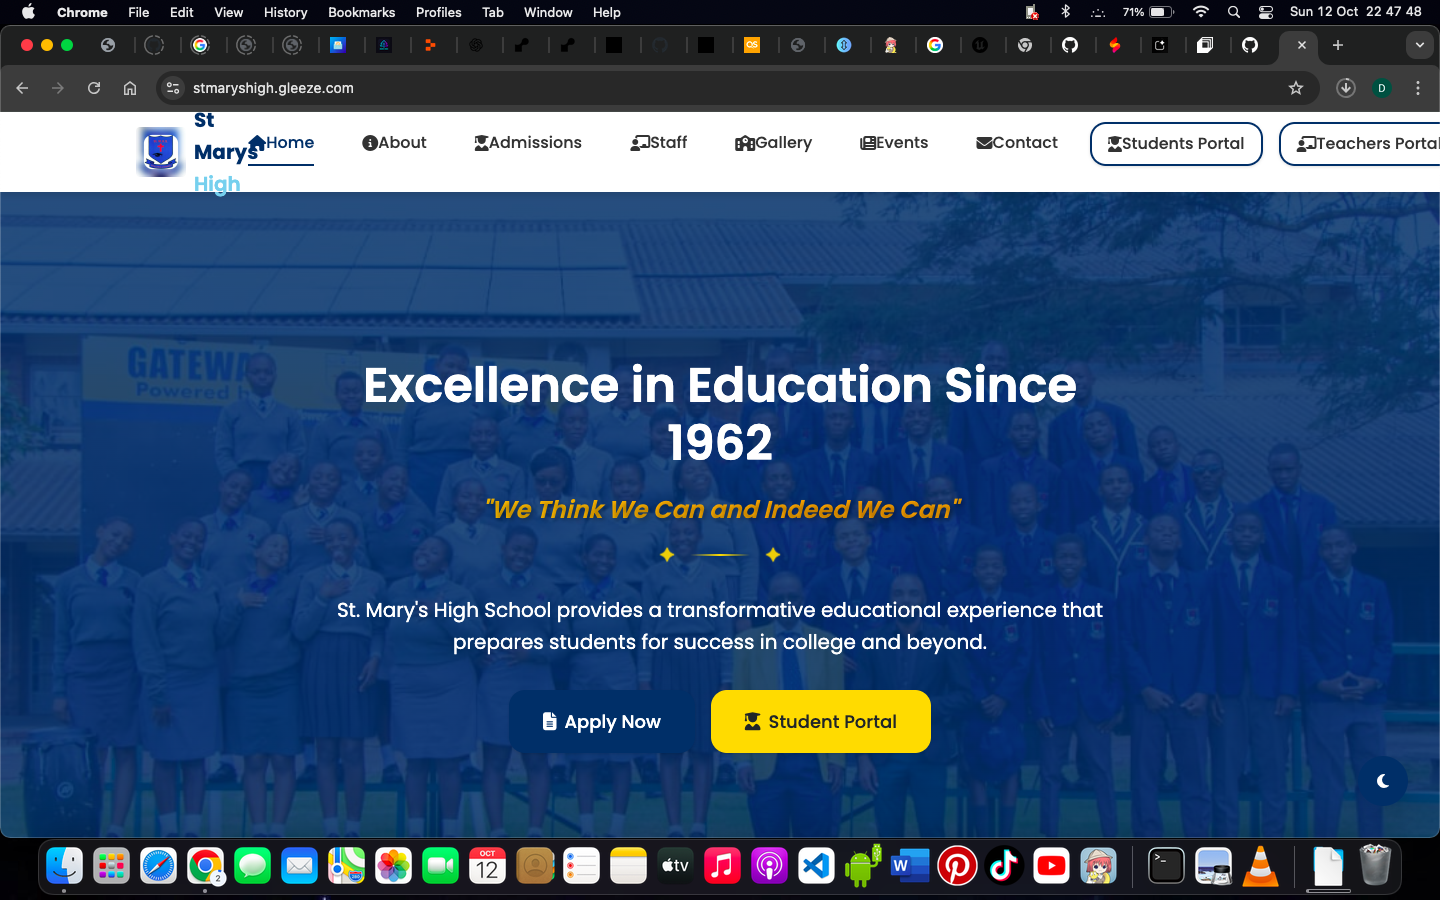 Chrome File Edit View History Bookmarks Profiles Tab Window Help 71% Sun 12 Oct 22 47 48
stmaryshigh.gleeze.com
D
St
Marys
High
Home About Admissions Staff Gallery Events Contact Students Portal Teachers Portal
GATEWA
Powered
Excellence in Education Since
1962
"We Think We Can and Indeed We Can"
St. Mary's High School provides a transformative educational experience that
prepares students for success in college and beyond.
Apply Now Student Portal
OCT
12
tv
W
2